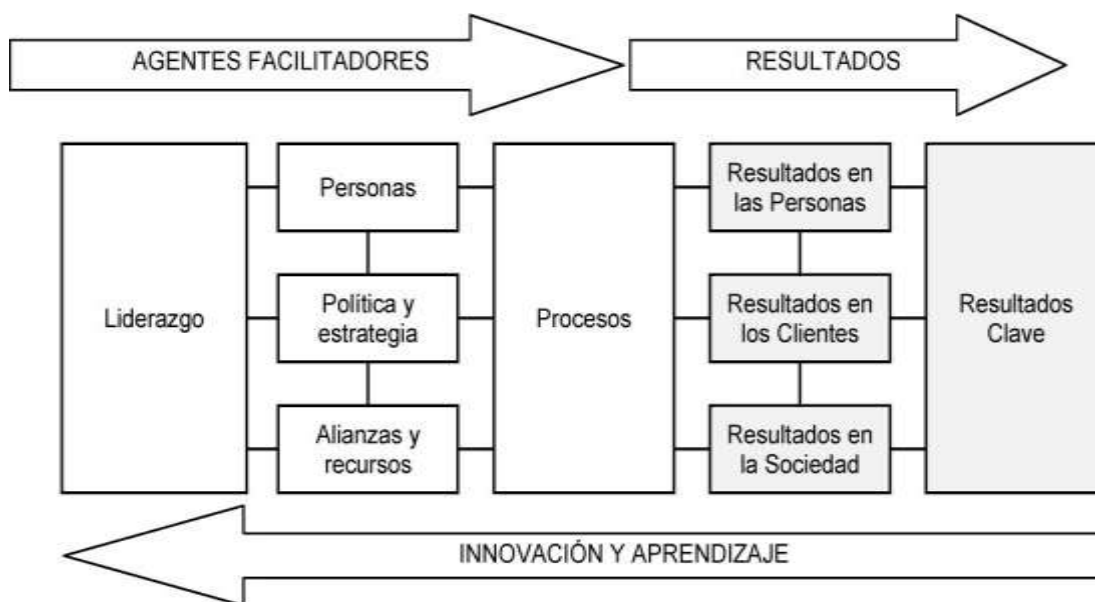 AGENTES FACILITADORES
RESULTADOS
Liderazgo
Personas
Política y
estrategia
Alianzas y
recursos
Procesos
Resultados en
las Personas
Resultados en
los Clientes
Resultados en
la Sociedad
Resultados
Clave
INNOVACIÓN Y APRENDIZAJE